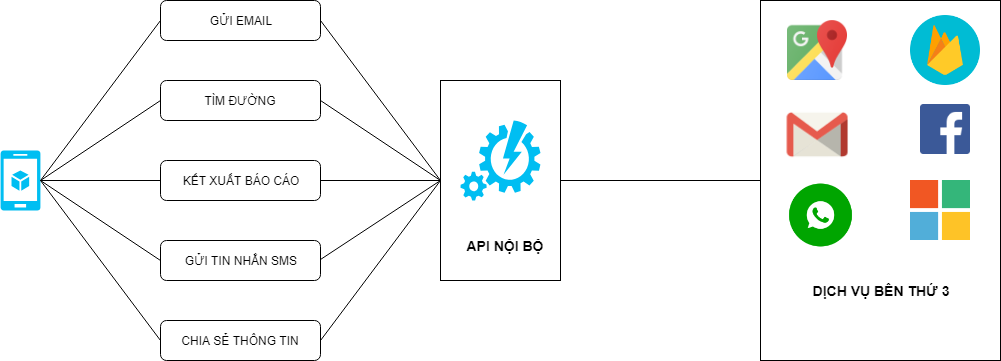 GỬI EMAIL
TÌM ĐƯỜNG
KẾT XUẤT BÁO CÁO
GỬI TIN NHẮN SMS
CHIA SẺ THÔNG TIN
API NỘI BỘ
G
f
DỊCH VỤ BÊN THỨ 3